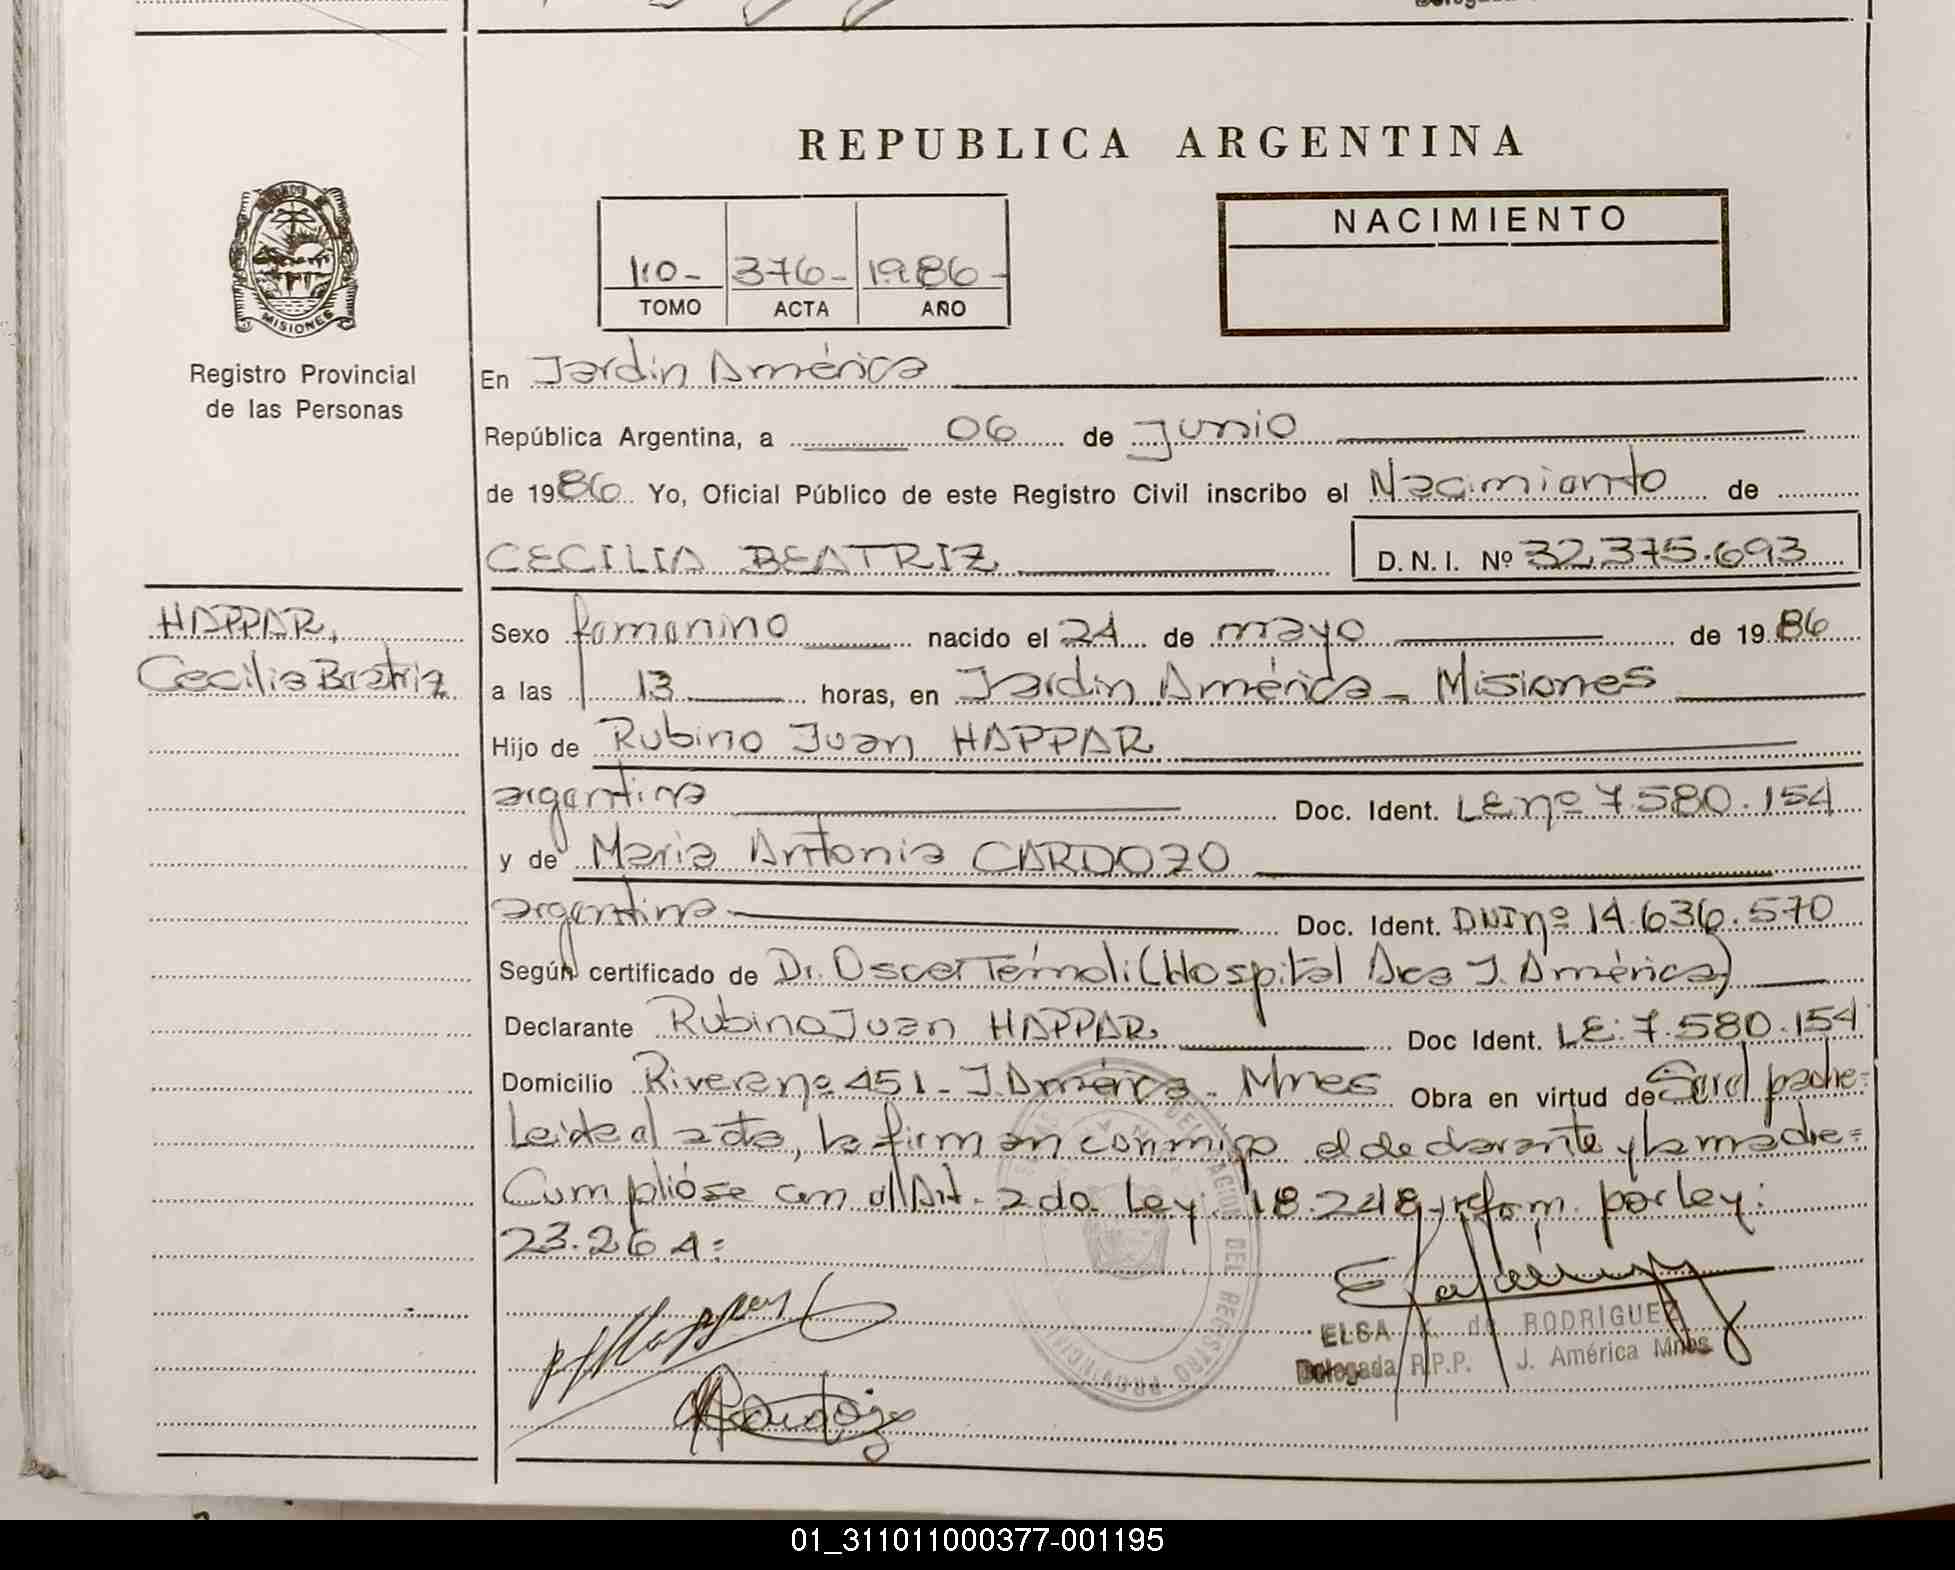 REPUBLICA ARGENTINA
1:0- 376- 1986-
TOMO ACTA AÑO
NACIMIENTO
MISIONES
Registro Provincial
de las Personas
En Jardín América
República Argentina, a 06 de Junio
de 1986 Yo, Oficial Público de este Registro Civil inscribo el Nacimiento de
CECILIA BEATRIZ D.N.I. Nº 32.375.693
HAPPAR,
Cecilia Beatriz
Sexo femenino nacido el 24 de mayo de 1986
a las 13 horas, en Jardín América - Misiones
Hijo de Rubino Juan HAPPAR
argentina Doc. Ident. LE nº 7.580.154
y de Maria Antonia CARDOZO
argentina Doc. Ident. DNI nº 14.636.570
Según certificado de Dr. Oscar Témoli (Hospital Area J. América)
Declarante Rubino Juan HAPPAR Doc Ident. LE: 7.580.154
Domicilio Rivera nº 451 - J. América - Mnes Obra en virtud de Ser el padre=
Leída el acta, la firman conmigo el declarante y la madre=
Cumplióse con el Art. 2do. Ley: 18.248, reform. por ley:
23.264=
ELSA K. de RODRIGUEZ
Delegada R.P.P. J. América Mnes
01_311011000377-001195